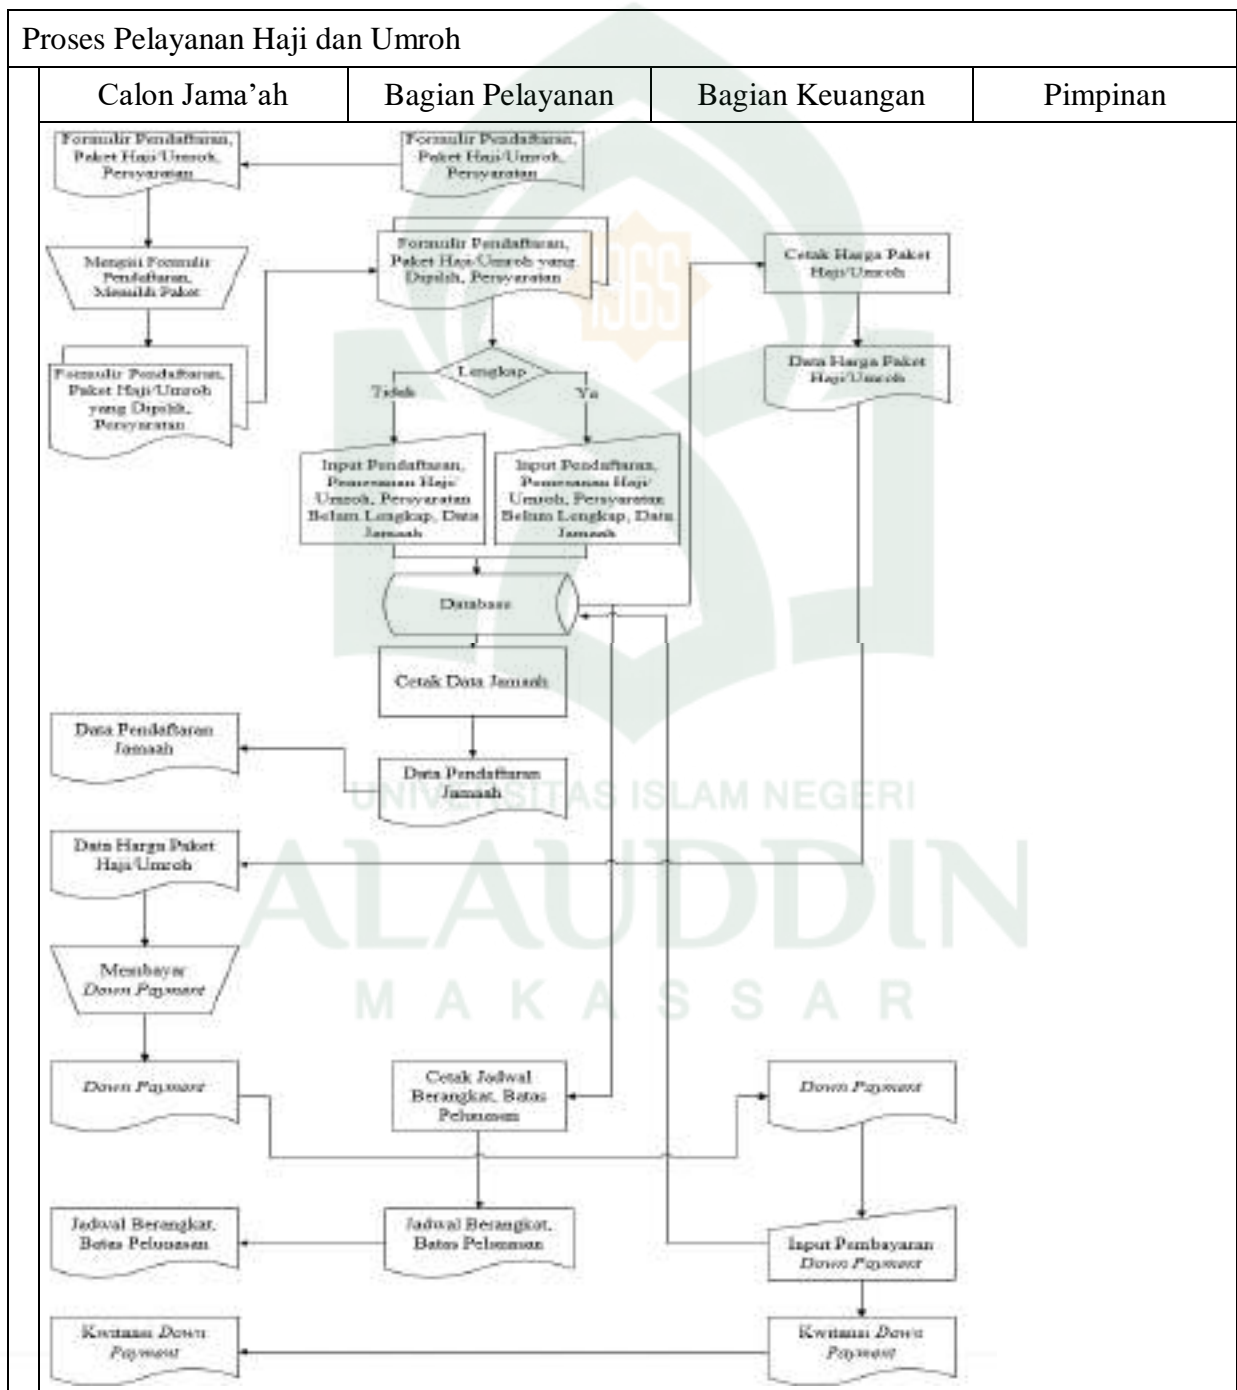 Proses Pelayanan Haji dan Umroh
Calon Jama’ah
Bagian Pelayanan
Bagian Keuangan
Pimpinan
Formulir Pendaftaran,
Paket Haji/Umroh,
Persyaratan
Formulir Pendaftaran,
Paket Haji/Umroh,
Persyaratan
Mengisi Formulir
Pendaftaran,
Memilih Paket
Formulir Pendaftaran,
Paket Haji/Umroh yang
Dipilih, Persyaratan
Cetak Harga Paket
Haji/Umroh
1965
Formulir Pendaftaran,
Paket Haji/Umroh
yang Dipilih,
Persyaratan
Lengkap
Tidak
Ya
Data Harga Paket
Haji/Umroh
Input Pendaftaran,
Pemesanan Haji/
Umroh, Persyaratan
Belum Lengkap, Data
Jamaah
Input Pendaftaran,
Pemesanan Haji/
Umroh, Persyaratan
Belum Lengkap, Data
Jamaah
Database
Cetak Data Jamaah
Data Pendaftaran
Jamaah
Data Pendaftaran
Jamaah
UNIVERSITAS ISLAM NEGERI
ALAUDDIN
MAKASSAR
Data Harga Paket
Haji/Umroh
Membayar
Down Payment
Down Payment
Cetak Jadwal
Berangkat, Batas
Pelunasan
Down Payment
Jadwal Berangkat,
Batas Pelunasan
Jadwal Berangkat,
Batas Pelunasan
Input Pembayaran
Down Payment
Kwitansi Down
Payment
Kwitansi Down
Payment